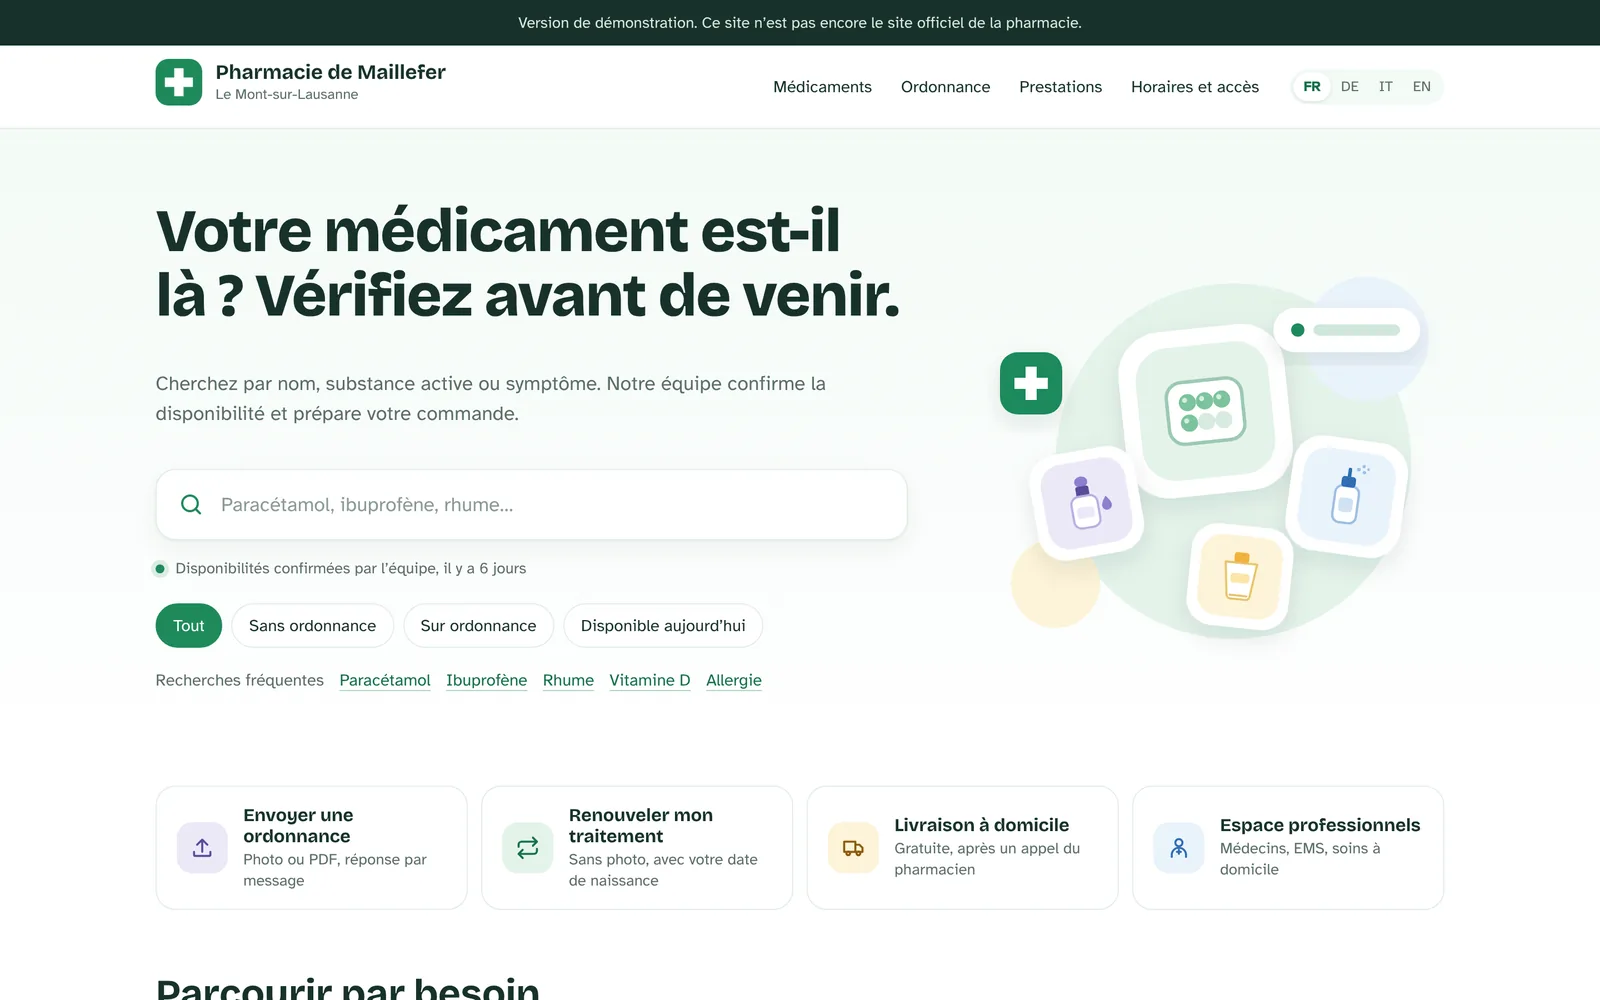 Version de démonstration. Ce site n’est pas encore le site officiel de la pharmacie.
Pharmacie de Maillefer
Le Mont-sur-Lausanne
Médicaments
Ordonnance
Prestations
Horaires et accès
FR
DE
IT
EN
Votre médicament est-il
là ? Vérifiez avant de venir.
Cherchez par nom, substance active ou symptôme. Notre équipe confirme la
disponibilité et prépare votre commande.
Paracétamol, ibuprofène, rhume...
Disponibilités confirmées par l’équipe, il y a 6 jours
Tout
Sans ordonnance
Sur ordonnance
Disponible aujourd’hui
Recherches fréquentes
Paracétamol
Ibuprofène
Rhume
Vitamine D
Allergie
Envoyer une
ordonnance
Photo ou PDF, réponse par
message
Renouveler mon
traitement
Sans photo, avec votre date
de naissance
Livraison à domicile
Gratuite, après un appel du
pharmacien
Espace professionnels
Médecins, EMS, soins à
domicile
Parcourir par besoin